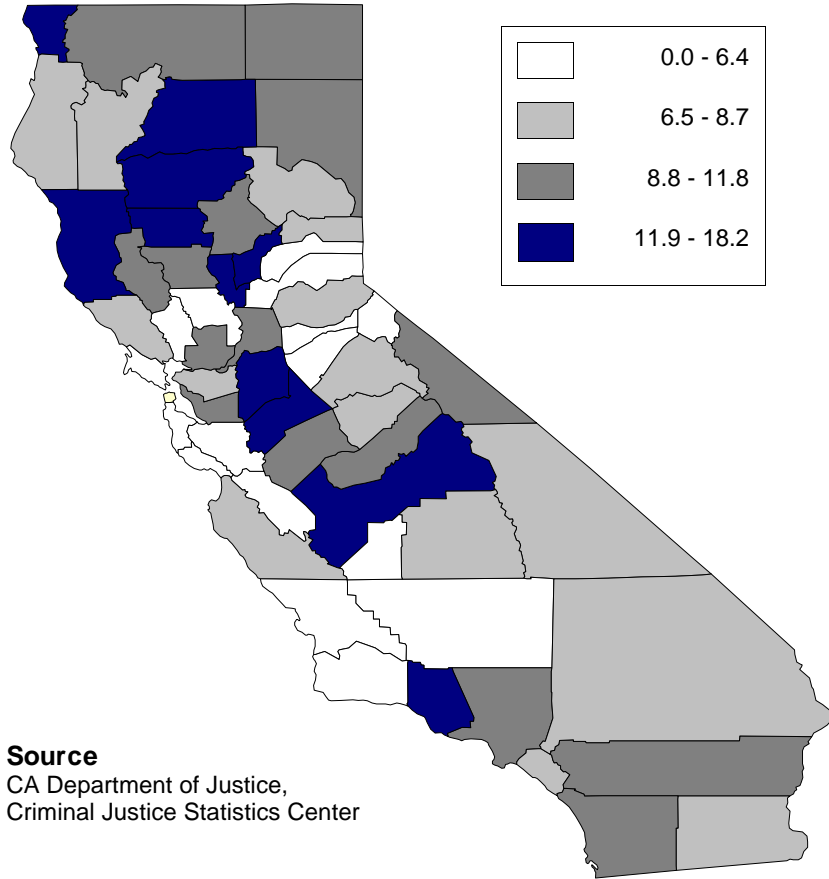 0.0 - 6.4
6.5 - 8.7
8.8 - 11.8
11.9 - 18.2
Source
CA Department of Justice,
Criminal Justice Statistics Center